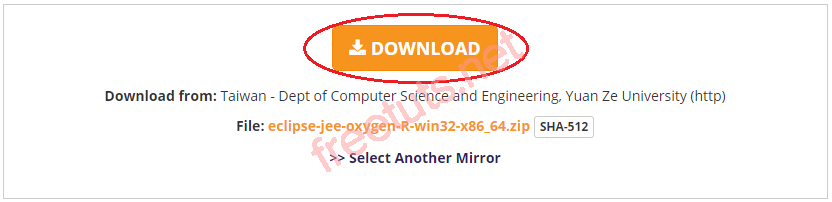 DOWNLOAD
Download from: Taiwan - Dept of Computer Science and Engineering, Yuan Ze University (http)
File: eclipse-jee-oxygen-R-win32-x86_64.zip SHA-512
>> Select Another Mirror
freetuts.net